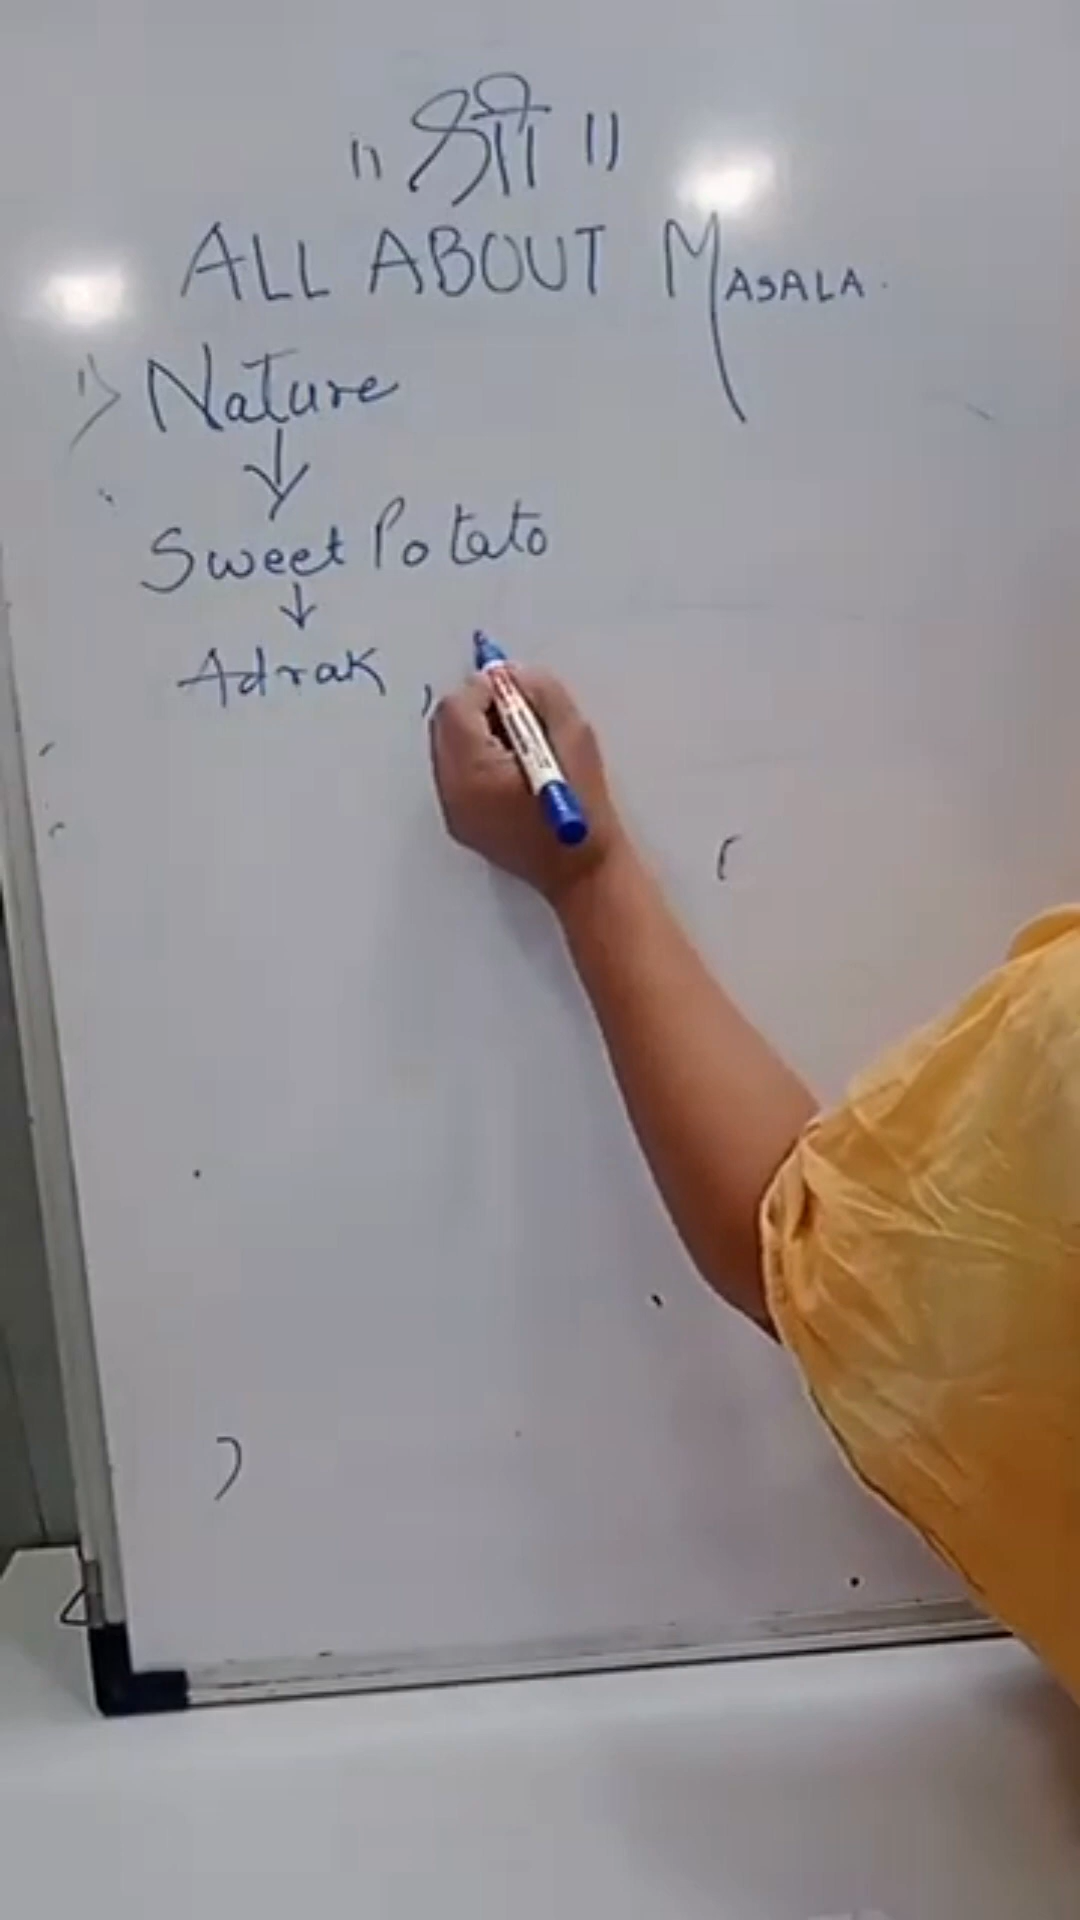 " श्री "
ALL ABOUT MASALA.
1) Nature
↓
Sweet Potato
↓
Adrak ,